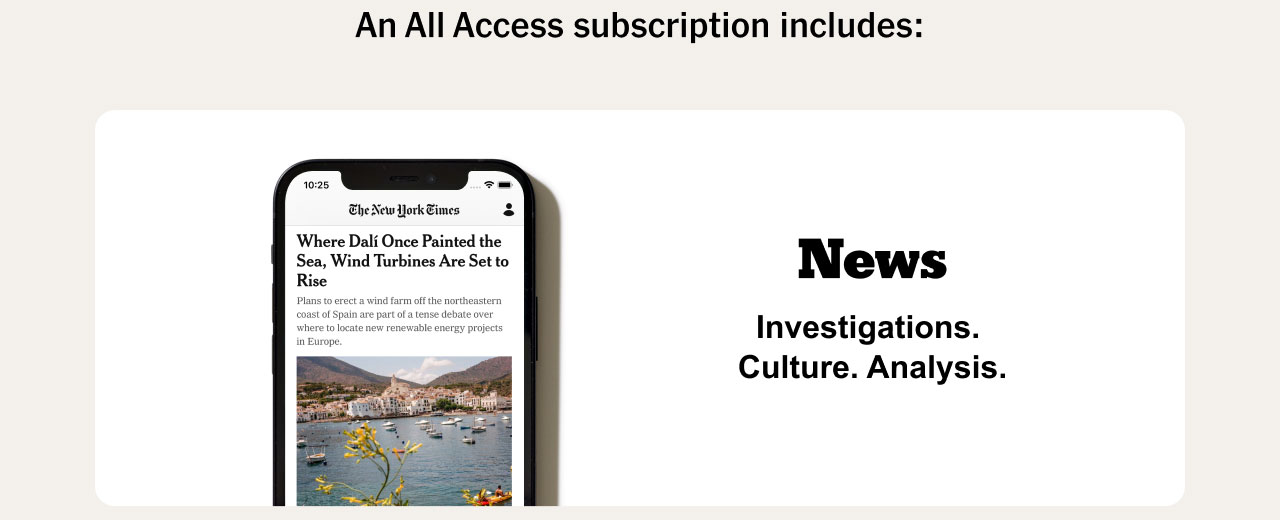 An All Access subscription includes:
10:25
The New York Times
Where Dalí Once Painted the
Sea, Wind Turbines Are Set to
Rise
Plans to erect a wind farm off the northeastern
coast of Spain are part of a tense debate over
where to locate new renewable energy projects
in Europe.
News
Investigations.
Culture. Analysis.